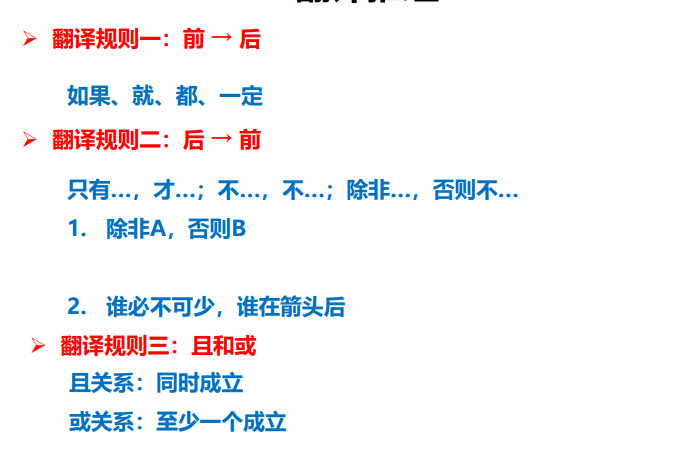 ➢ 翻译规则一：前 → 后
如果、就、都、一定
➢ 翻译规则二：后 → 前
只有…，才…；不…，不…；除非…，否则不…
1. 除非A，否则B
2. 谁必不可少，谁在箭头后
➢ 翻译规则三：且和或
且关系：同时成立
或关系：至少一个成立